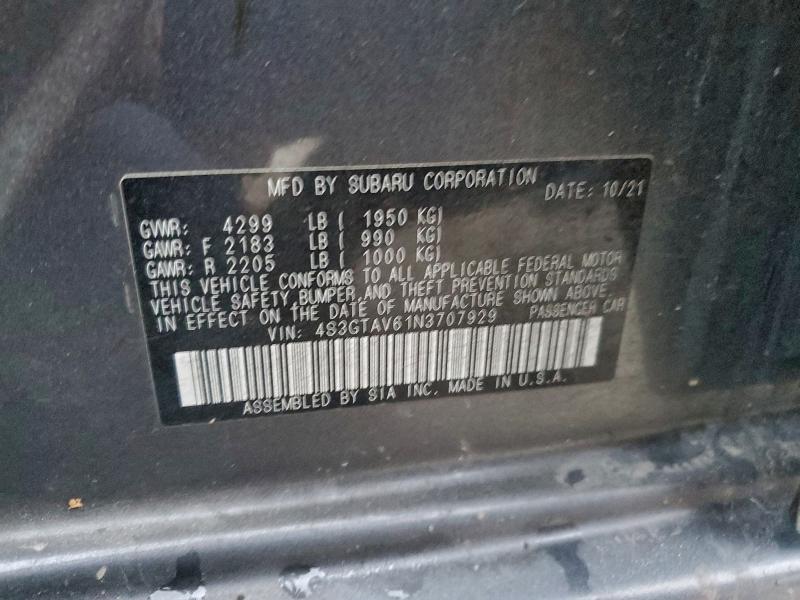 MFD BY SUBARU CORPORATION DATE: 10/21
GVWR: 4299 LB ( 1950 KG)
GAWR: F 2183 LB ( 990 KG)
GAWR: R 2205 LB ( 1000 KG)
THIS VEHICLE CONFORMS TO ALL APPLICABLE FEDERAL MOTOR
VEHICLE SAFETY,BUMPER,AND THEFT PREVENTION STANDARDS
IN EFFECT ON THE DATE OF MANUFACTURE SHOWN ABOVE.
VIN: 4S3GTAV61N3707929 PASSENGER CAR
ASSEMBLED BY SIA INC. MADE IN U.S.A.